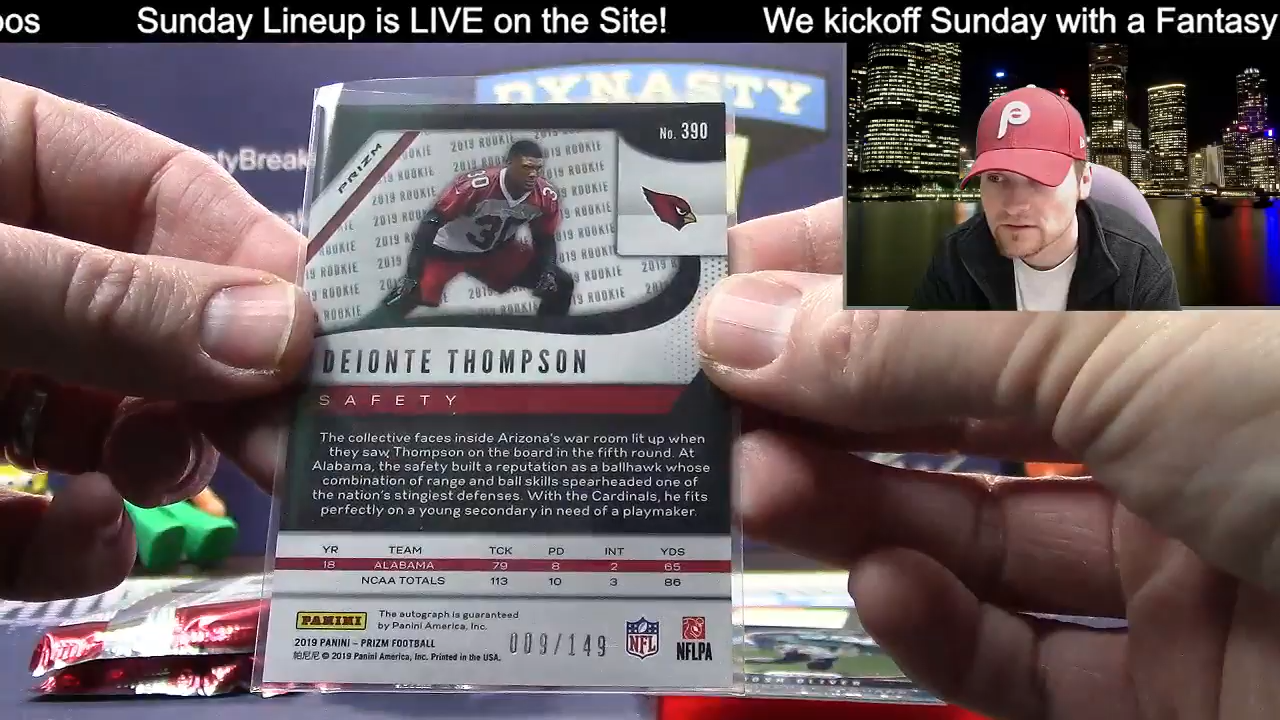 oos Sunday Lineup is LIVE on the Site! We kickoff Sunday with a Fantasy
DYNASTY
styBreak
P
No. 390
PRIZM
2019 ROOKIE
30
DEIONTE THOMPSON
SAFETY
The collective faces inside Arizona's war room lit up when
they saw Thompson on the board in the fifth round. At
Alabama, the safety built a reputation as a ballhawk whose
combination of range and ball skills spearheaded one of
the nation's stingiest defenses. With the Cardinals, he fits
perfectly on a young secondary in need of a playmaker.
YR TEAM TCK PD INT YDS
18 ALABAMA 79 8 2 65
NCAA TOTALS 113 10 3 86
PANINI
The autograph is guaranteed
by Panini America, Inc.
2019 PANINI – PRIZM FOOTBALL
帕尼尼 © 2019 Panini America, Inc. Printed in the USA.
009/149
NFL
NFLPA
OLIVER